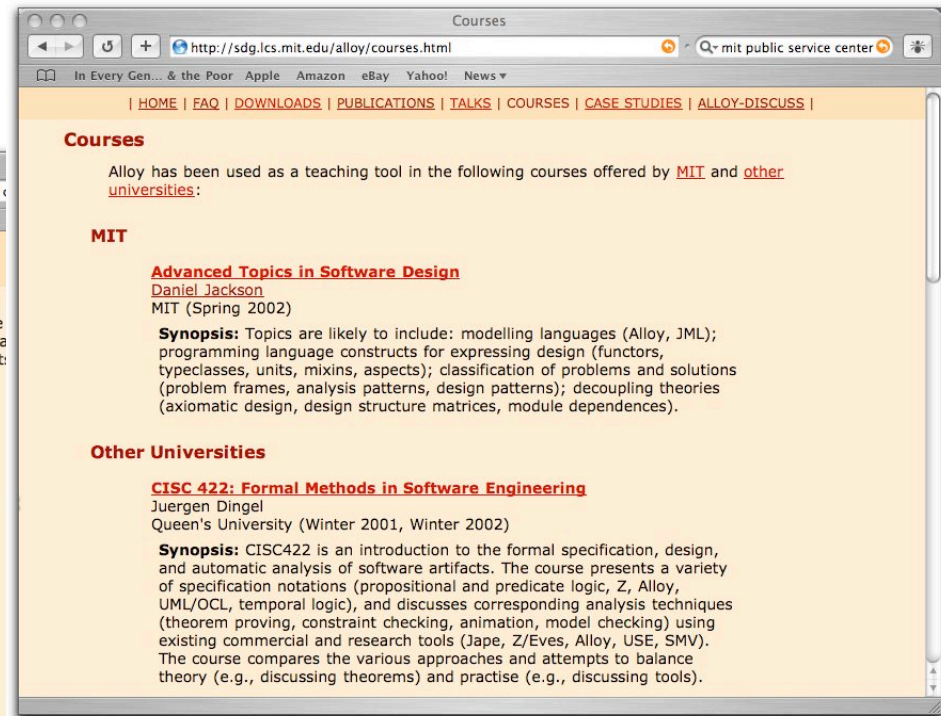 Courses
http://sdg.lcs.mit.edu/alloy/courses.html
mit public service center
In Every Gen... & the Poor Apple Amazon eBay Yahoo! News
| HOME | FAQ | DOWNLOADS | PUBLICATIONS | TALKS | COURSES | CASE STUDIES | ALLOY-DISCUSS |
Courses
Alloy has been used as a teaching tool in the following courses offered by MIT and other
universities:
MIT
Advanced Topics in Software Design
Daniel Jackson
MIT (Spring 2002)
Synopsis: Topics are likely to include: modelling languages (Alloy, JML);
programming language constructs for expressing design (functors,
typeclasses, units, mixins, aspects); classification of problems and solutions
(problem frames, analysis patterns, design patterns); decoupling theories
(axiomatic design, design structure matrices, module dependences).
Other Universities
CISC 422: Formal Methods in Software Engineering
Juergen Dingel
Queen's University (Winter 2001, Winter 2002)
Synopsis: CISC422 is an introduction to the formal specification, design,
and automatic analysis of software artifacts. The course presents a variety
of specification notations (propositional and predicate logic, Z, Alloy,
UML/OCL, temporal logic), and discusses corresponding analysis techniques
(theorem proving, constraint checking, animation, model checking) using
existing commercial and research tools (Jape, Z/Eves, Alloy, USE, SMV).
The course compares the various approaches and attempts to balance
theory (e.g., discussing theorems) and practise (e.g., discussing tools).